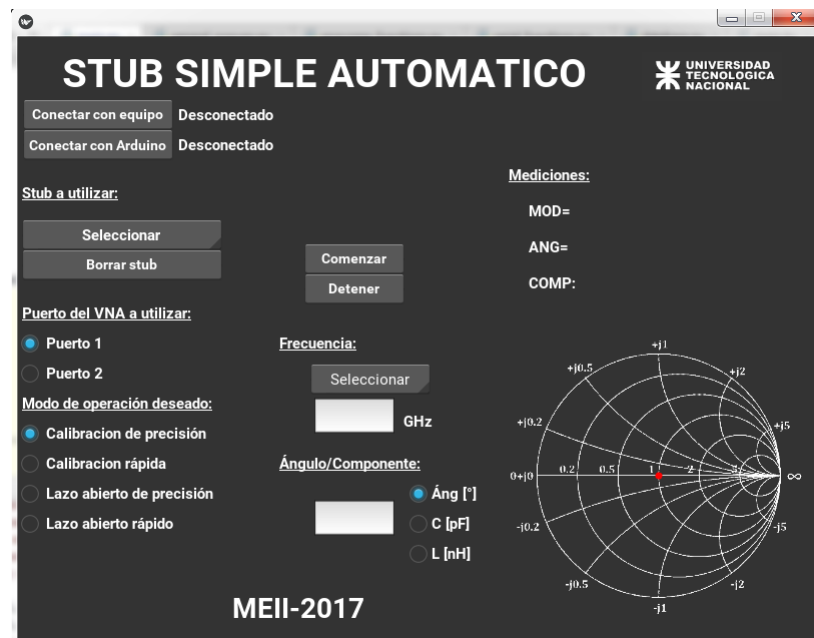 STUB SIMPLE AUTOMATICO
UNIVERSIDAD
TECNOLOGICA
NACIONAL
Conectar con equipo Desconectado
Conectar con Arduino Desconectado
Stub a utilizar:
Seleccionar
Borrar stub
Comenzar
Detener
Mediciones:
MOD=
ANG=
COMP:
Puerto del VNA a utilizar:
Puerto 1
Puerto 2
Modo de operación deseado:
Calibracion de precisión
Calibracion rápida
Lazo abierto de precisión
Lazo abierto rápido
Frecuencia:
Seleccionar
GHz
Ángulo/Componente:
Áng [°]
C [pF]
L [nH]
+j1
+j0.5 +j2
+j0.2 +j5
0+j0 0.2 0.5 1 2 5 ∞
-j0.2 -j5
-j0.5 -j2
-j1
MEII-2017